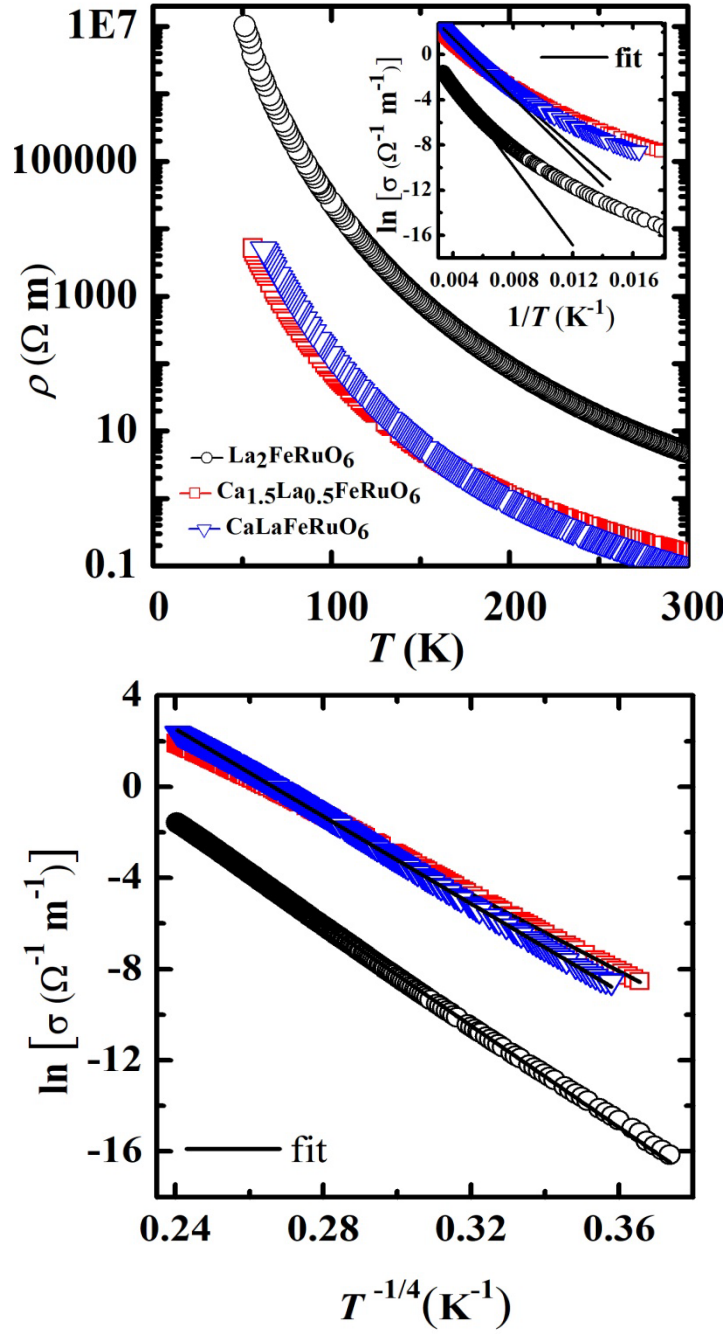 1E7
100000
1000
10
0.1
ρ (Ω m)
0 100 200 300
T (K)
La₂FeRuO₆
Ca₁.₅La₀.₅FeRuO₆
CaLaFeRuO₆
0
-4
-8
-12
-16
ln [σ (Ω⁻¹ m⁻¹)]
fit
0.004 0.008 0.012 0.016
1/T (K⁻¹)
4
0
-4
-8
-12
-16
ln [σ (Ω⁻¹ m⁻¹)]
fit
0.24 0.28 0.32 0.36
T⁻¹/⁴(K⁻¹)